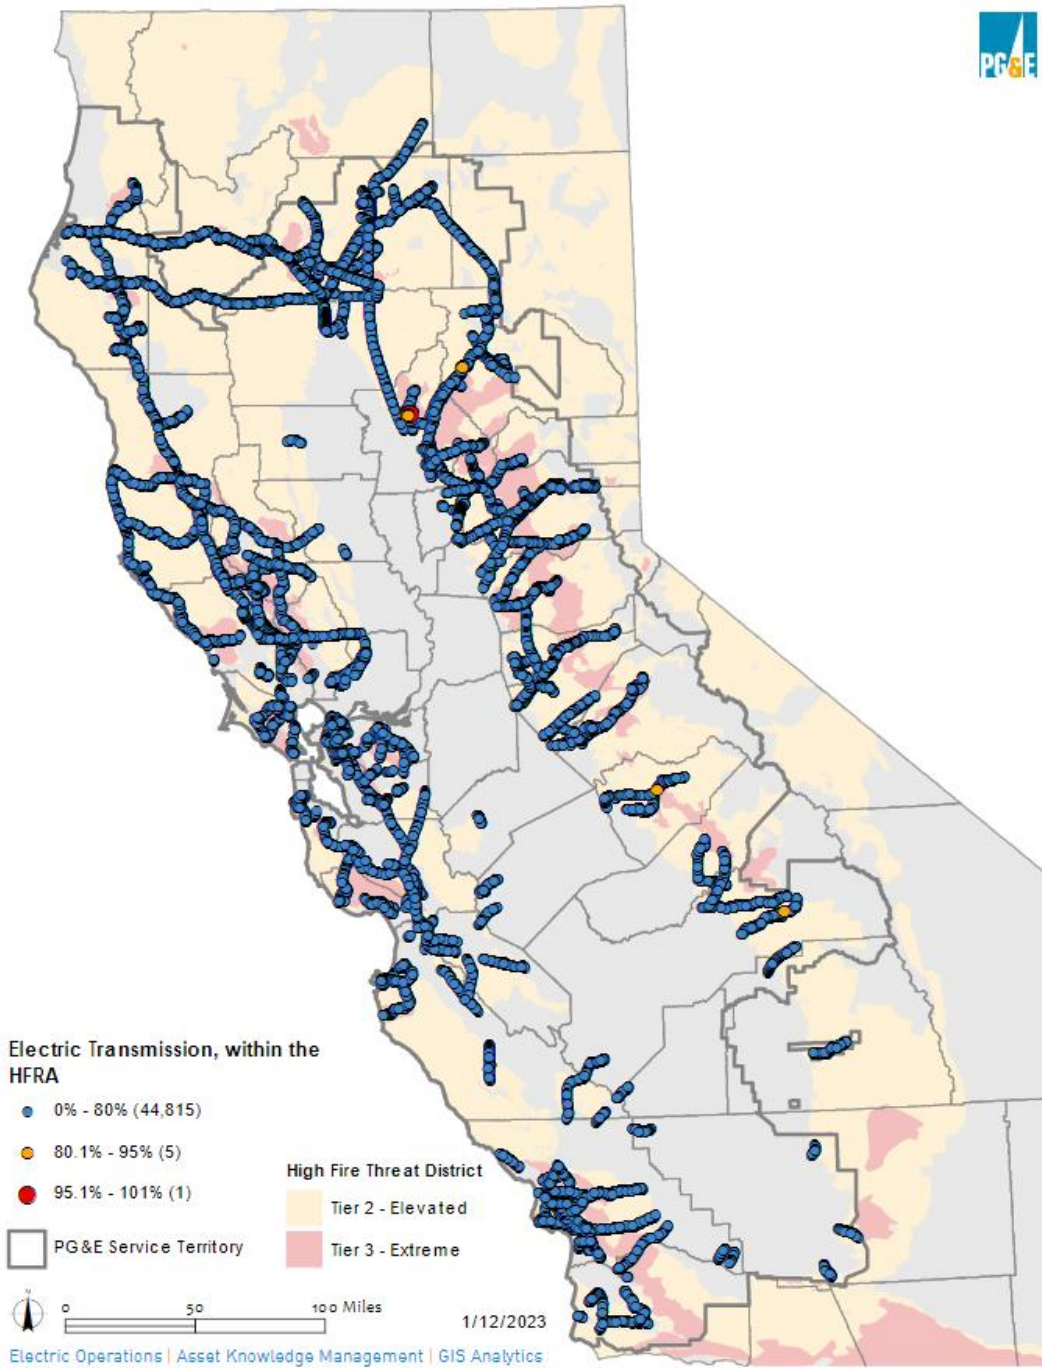 PG&E
Electric Transmission, within the
HFRA
0% - 80% (44,815)
80.1% - 95% (5)
95.1% - 101% (1)
PG&E Service Territory
High Fire Threat District
Tier 2 - Elevated
Tier 3 - Extreme
N
0 50 100 Miles
1/12/2023
Electric Operations | Asset Knowledge Management | GIS Analytics